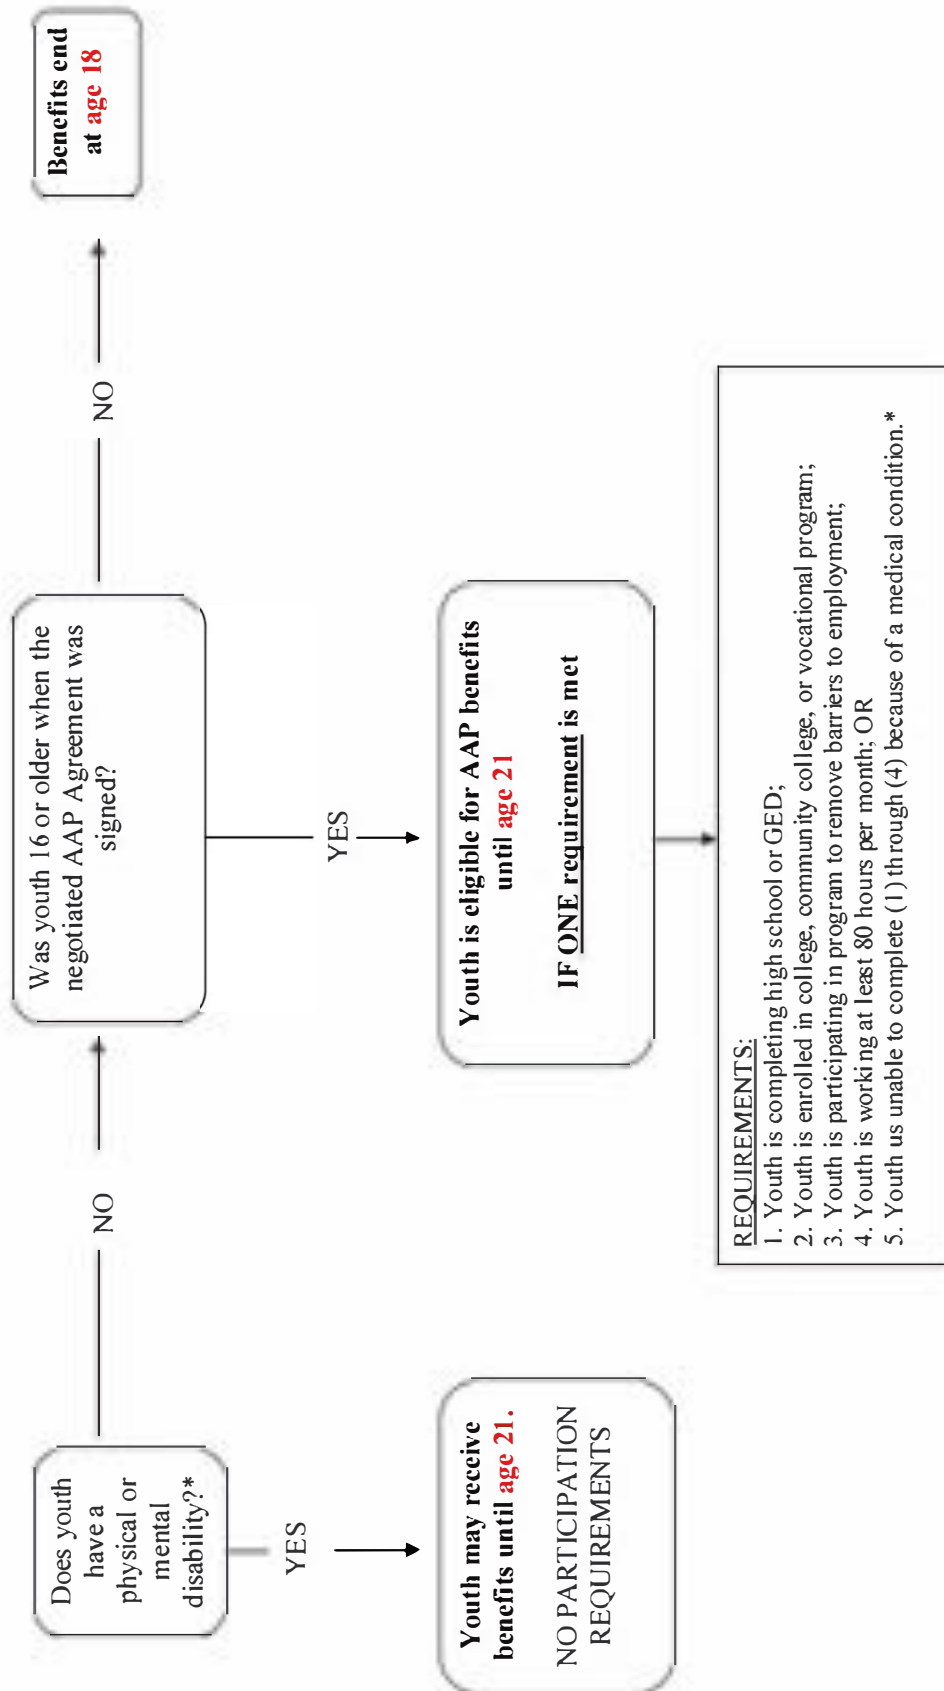 Does youth
have a
physical or
mental
disability?*
NO
Was youth 16 or older when the
negotiated AAP Agreement was
signed?
NO
Benefits end
at age 18
YES
YES
Youth may receive
benefits until age 21.
NO PARTICIPATION
REQUIREMENTS
Youth is eligible for AAP benefits
until age 21
IF ONE requirement is met
REQUIREMENTS:
1. Youth is completing high school or GED;
2. Youth is enrolled in college, community college, or vocational program;
3. Youth is participating in program to remove barriers to employment;
4. Youth is working at least 80 hours per month; OR
5. Youth us unable to complete (1) through (4) because of a medical condition.*